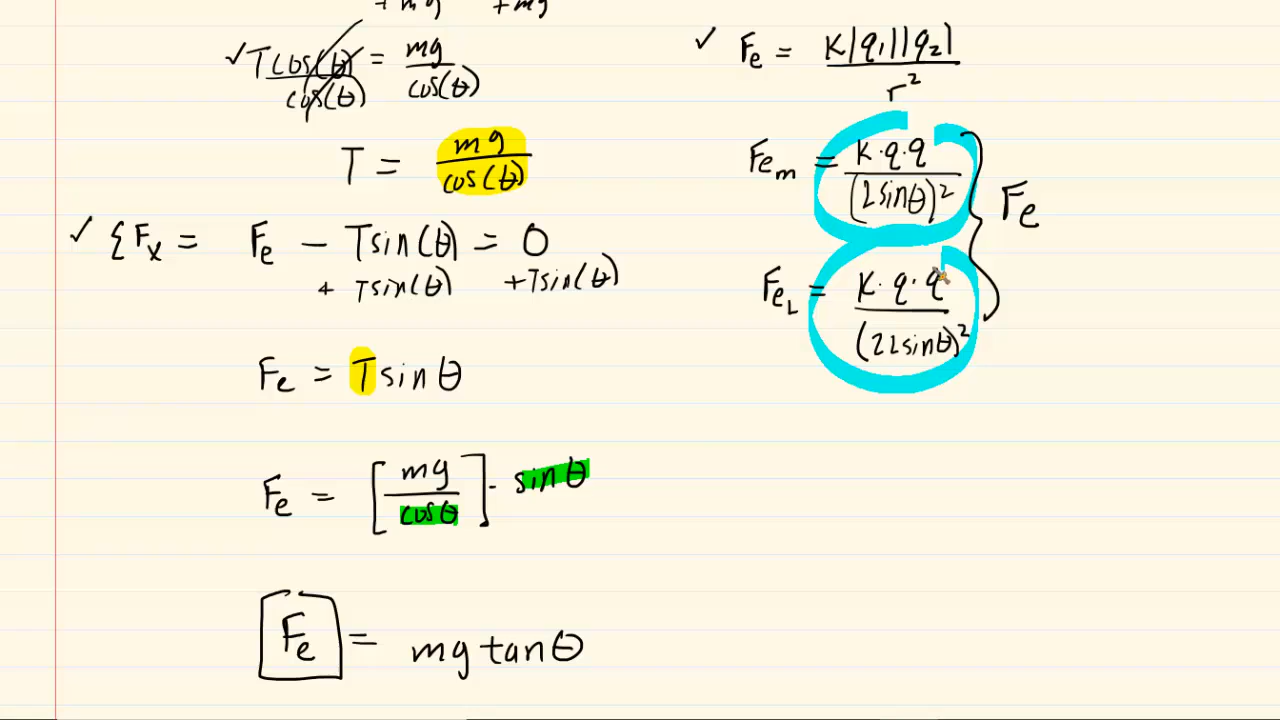 +mg +mg
✓ Tcos(θ)/cos(θ) = mg/cos(θ)
T = mg/cos(θ)
✓ ΣFx = Fe - Tsin(θ) = 0
+ Tsin(θ) +Tsin(θ)
Fe = Tsinθ
Fe = [mg/cosθ] · sinθ
Fe = mg tanθ
✓ Fe = K|q1||q2|/r²
Fem = K·q·q/(2sinθ)² } Fe
FeL = K·q·q/(2Lsinθ)²